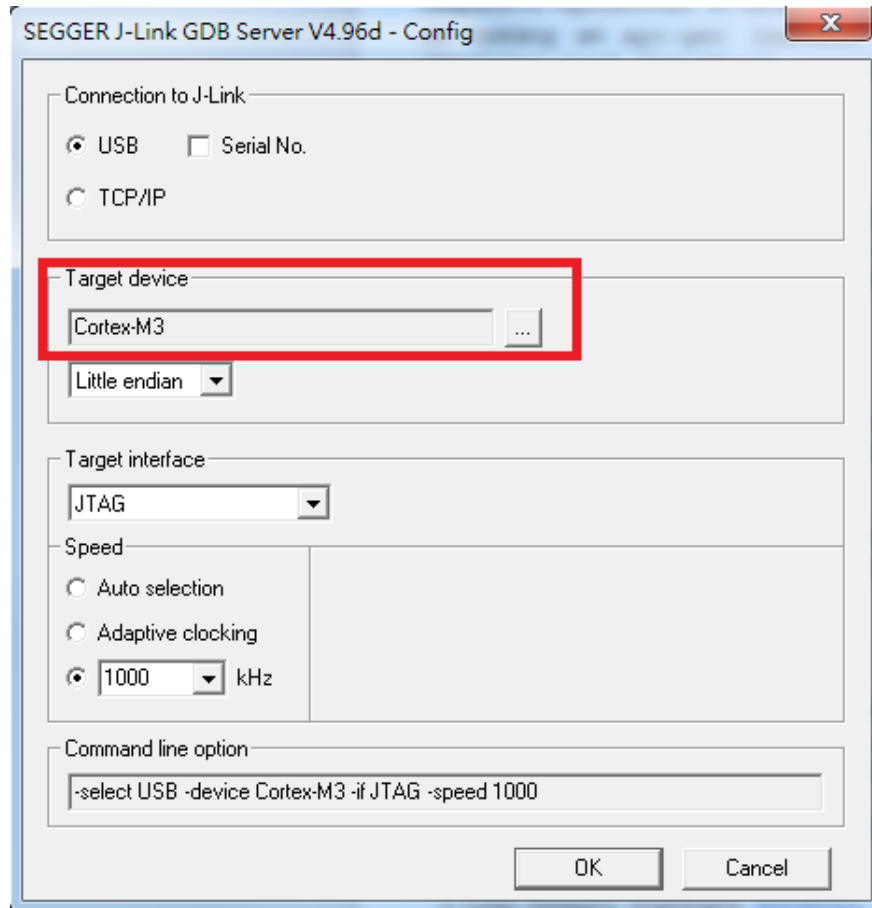 SEGGER J-Link GDB Server V4.96d - Config
Connection to J-Link
USB
Serial No.
TCP/IP
Target device
Cortex-M3
...
Little endian
Target interface
JTAG
Speed
Auto selection
Adaptive clocking
1000 kHz
Command line option
-select USB -device Cortex-M3 -if JTAG -speed 1000
OK
Cancel